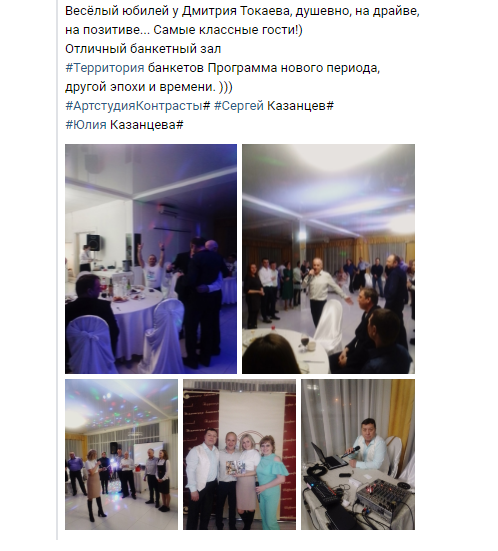 Весёлый юбилей у Дмитрия Токаева, душевно, на драйве,
на позитиве... Самые классные гости!)
Отличный банкетный зал
#Территория банкетов Программа нового периода,
другой эпохи и времени. )))
#АртстудияКонтрасты# #Сергей Казанцев#
#Юлия Казанцева#